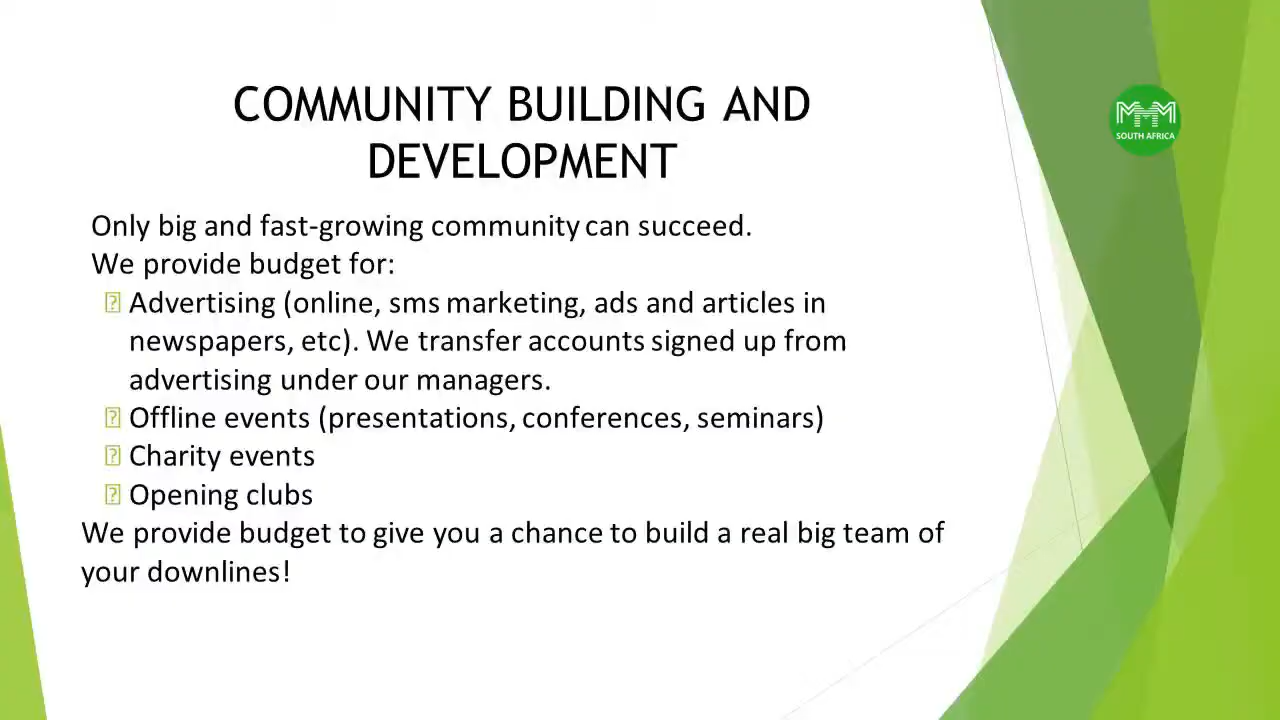 COMMUNITY BUILDING AND
DEVELOPMENT
MMM
SOUTH AFRICA
Only big and fast-growing community can succeed.
We provide budget for:
Advertising (online, sms marketing, ads and articles in
newspapers, etc). We transfer accounts signed up from
advertising under our managers.
Offline events (presentations, conferences, seminars)
Charity events
Opening clubs
We provide budget to give you a chance to build a real big team of
your downlines!